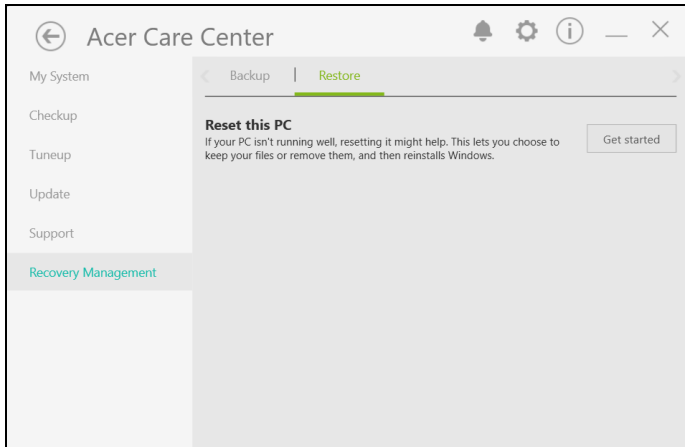 Acer Care Center
My System
Backup
Restore
Checkup
Reset this PC
If your PC isn't running well, resetting it might help. This lets you choose to
keep your files or remove them, and then reinstalls Windows.
Get started
Tuneup
Update
Support
Recovery Management